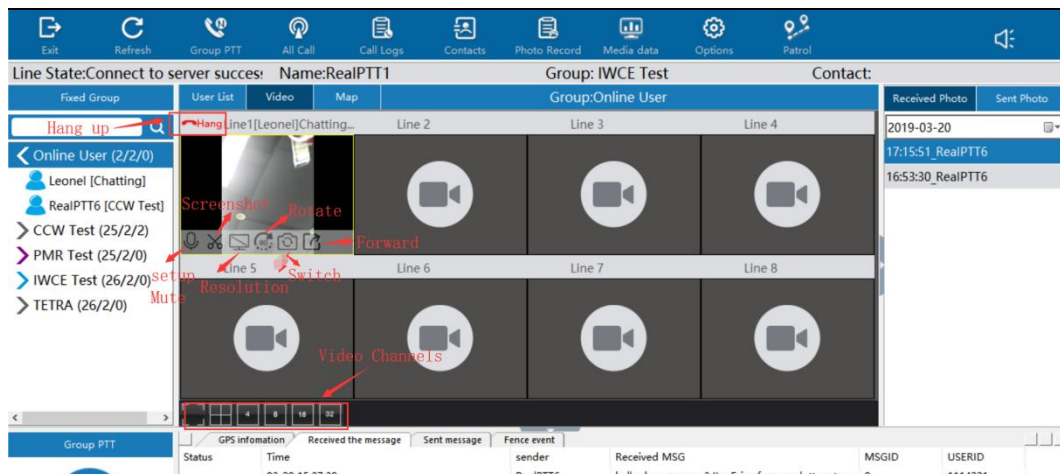 Exit Refresh Group PTT All Call Call Logs Contacts Photo Record Media data Options Patrol
Line State:Connect to server succes Name:RealPTT1 Group: IWCE Test Contact:
Fixed Group User List Video Map Group:Online User Received Photo Sent Photo
Hang up Hang Line1[Leonel]Chatting... Line 2 Line 3 Line 4 2019-03-20
Online User (2/2/0) 17:15:51_RealPTT6
Leonel [Chatting] 16:53:30_RealPTT6
RealPTT6 [CCW Test] Screenshot Rotate
CCW Test (25/2/2) Forward
PMR Test (25/2/0)
Line 5 Line 6 Line 7 Line 8
IWCE Test (26/2/0) setup Resolution Switch
Mute
TETRA (26/2/0)
Video Channels
4 8 16 32
Group PTT GPS infomation Received the message Sent message Fence event
Status Time sender Received MSG MSGID USERID